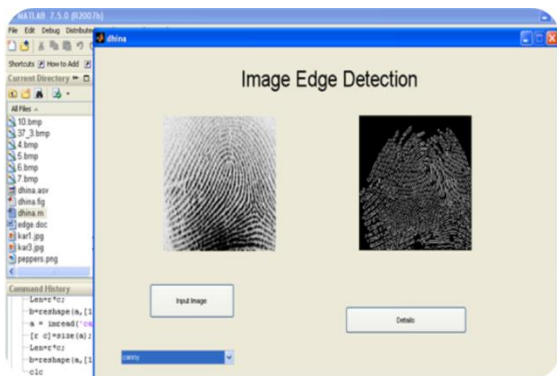 MATLAB 7.5.0 (R2007b)
File Edit Debug Distribute
dhina
Shortcuts How to Add
Current Directory
Image Edge Detection
All Files
10.bmp
37_3.bmp
4.bmp
5.bmp
6.bmp
7.bmp
dhina.asv
dhina.fig
dhina.m
edge.doc
kar1.jpg
kar3.jpg
peppers.png
Command History
Len=r*c;
b=reshape(a,[1
a = imread('ca
[r c]=size(a);
Len=r*c;
b=reshape(a,[1
clc
Input Image
Details
canny